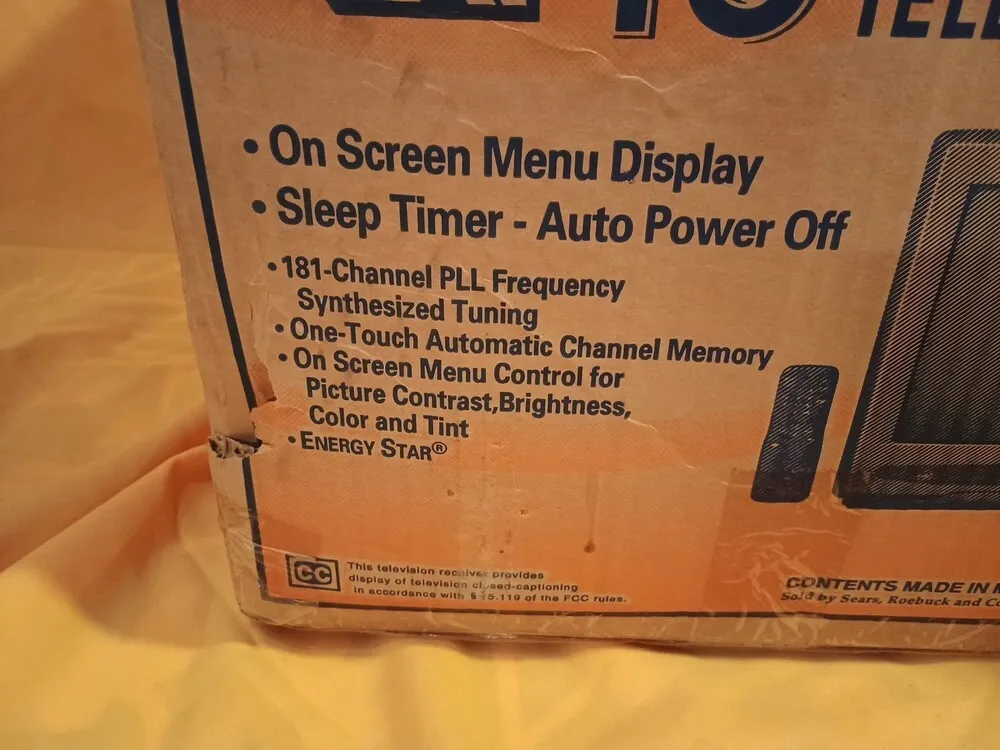 TELE
• On Screen Menu Display
• Sleep Timer - Auto Power Off
• 181-Channel PLL Frequency
Synthesized Tuning
• One-Touch Automatic Channel Memory
• On Screen Menu Control for
Picture Contrast,Brightness,
Color and Tint
• ENERGY STAR®
CC
This television receiver provides
display of television closed-captioning
in accordance with § 15.119 of the FCC rules.
CONTENTS MADE IN
Sold by Sears, Roebuck and Co